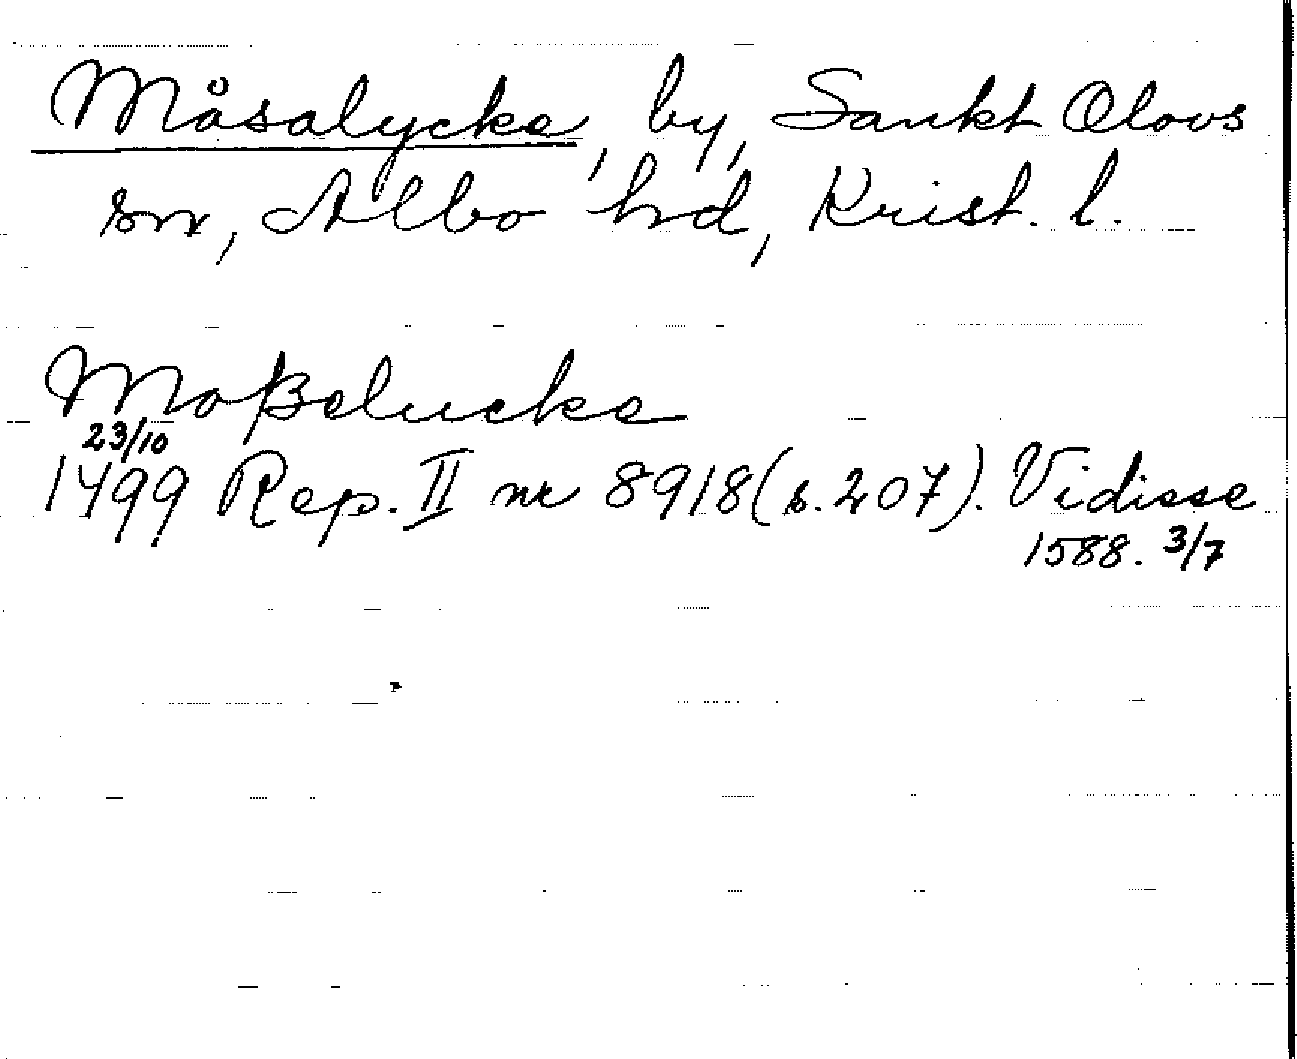 Måsalycke, by, Sankt Olovs
sn, Albo hd, Krist. l.
Moßelucke
23/10
1499 Rep. II nr 8918 (s. 207). Vidisse
1588. 3/7